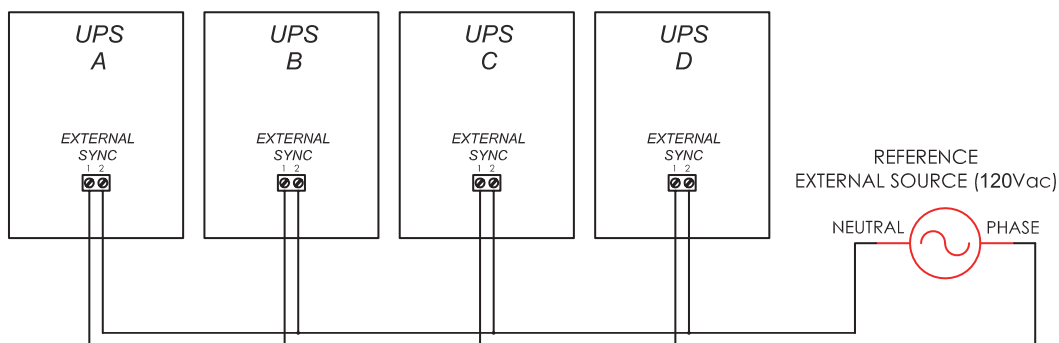 UPS
A
EXTERNAL
SYNC
1 2
UPS
B
EXTERNAL
SYNC
1 2
UPS
C
EXTERNAL
SYNC
1 2
UPS
D
EXTERNAL
SYNC
1 2
REFERENCE
EXTERNAL SOURCE (120Vac)
NEUTRAL
PHASE